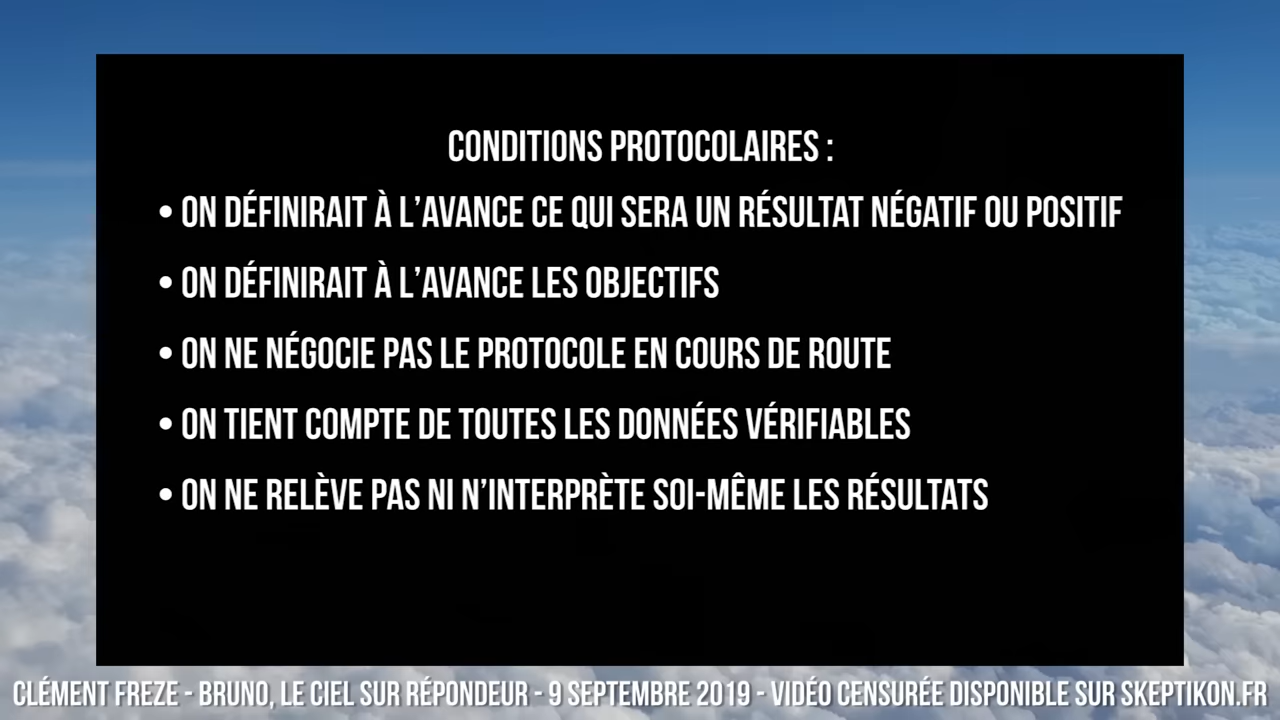 CONDITIONS PROTOCOLAIRES :
• ON DÉFINIRAIT À L’AVANCE CE QUI SERA UN RÉSULTAT NÉGATIF OU POSITIF
• ON DÉFINIRAIT À L’AVANCE LES OBJECTIFS
• ON NE NÉGOCIE PAS LE PROTOCOLE EN COURS DE ROUTE
• ON TIENT COMPTE DE TOUTES LES DONNÉES VÉRIFIABLES
• ON NE RELÈVE PAS NI N’INTERPRÈTE SOI-MÊME LES RÉSULTATS
CLÉMENT FREZE - BRUNO, LE CIEL SUR RÉPONDEUR - 9 SEPTEMBRE 2019 - VIDÉO CENSURÉE DISPONIBLE SUR SKEPTIKON.FR